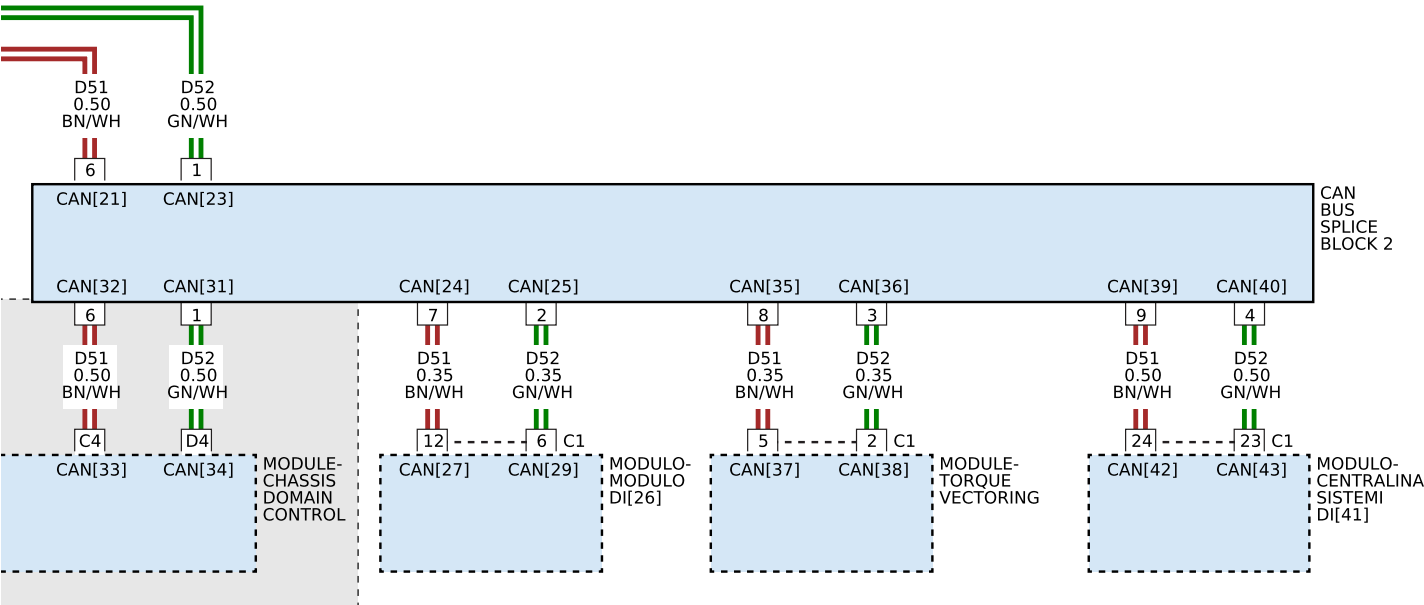 D51 D52
0.50 0.50
BN/WH GN/WH
6 1
CAN[21] CAN[23]
CAN
BUS
SPLICE
BLOCK 2
CAN[32] CAN[31] CAN[24] CAN[25] CAN[35] CAN[36] CAN[39] CAN[40]
6 1 7 2 8 3 9 4
D51 D52 D51 D52 D51 D52 D51 D52
0.50 0.50 0.35 0.35 0.35 0.35 0.50 0.50
BN/WH GN/WH BN/WH GN/WH BN/WH GN/WH BN/WH GN/WH
C4 D4 12 6 C1 5 2 C1 24 23 C1
CAN[33] CAN[34]
MODULE-
CHASSIS
DOMAIN
CONTROL
CAN[27] CAN[29]
MODULO-
MODULO
DI[26]
CAN[37] CAN[38]
MODULE-
TORQUE
VECTORING
CAN[42] CAN[43]
MODULO-
CENTRALINA
SISTEMI
DI[41]